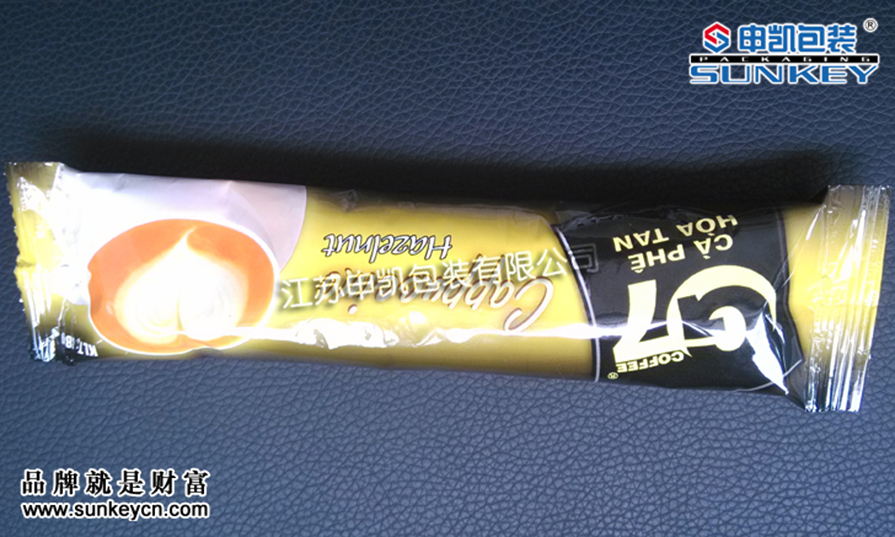 申凯包装®
PACKAGING
SUNKEY
CÀ PHÊ
HÒA TAN
G7
COFFEE®
Cappuccino
Hazelnut
江苏申凯包装有限公司
品牌就是财富
www.sunkeycn.com